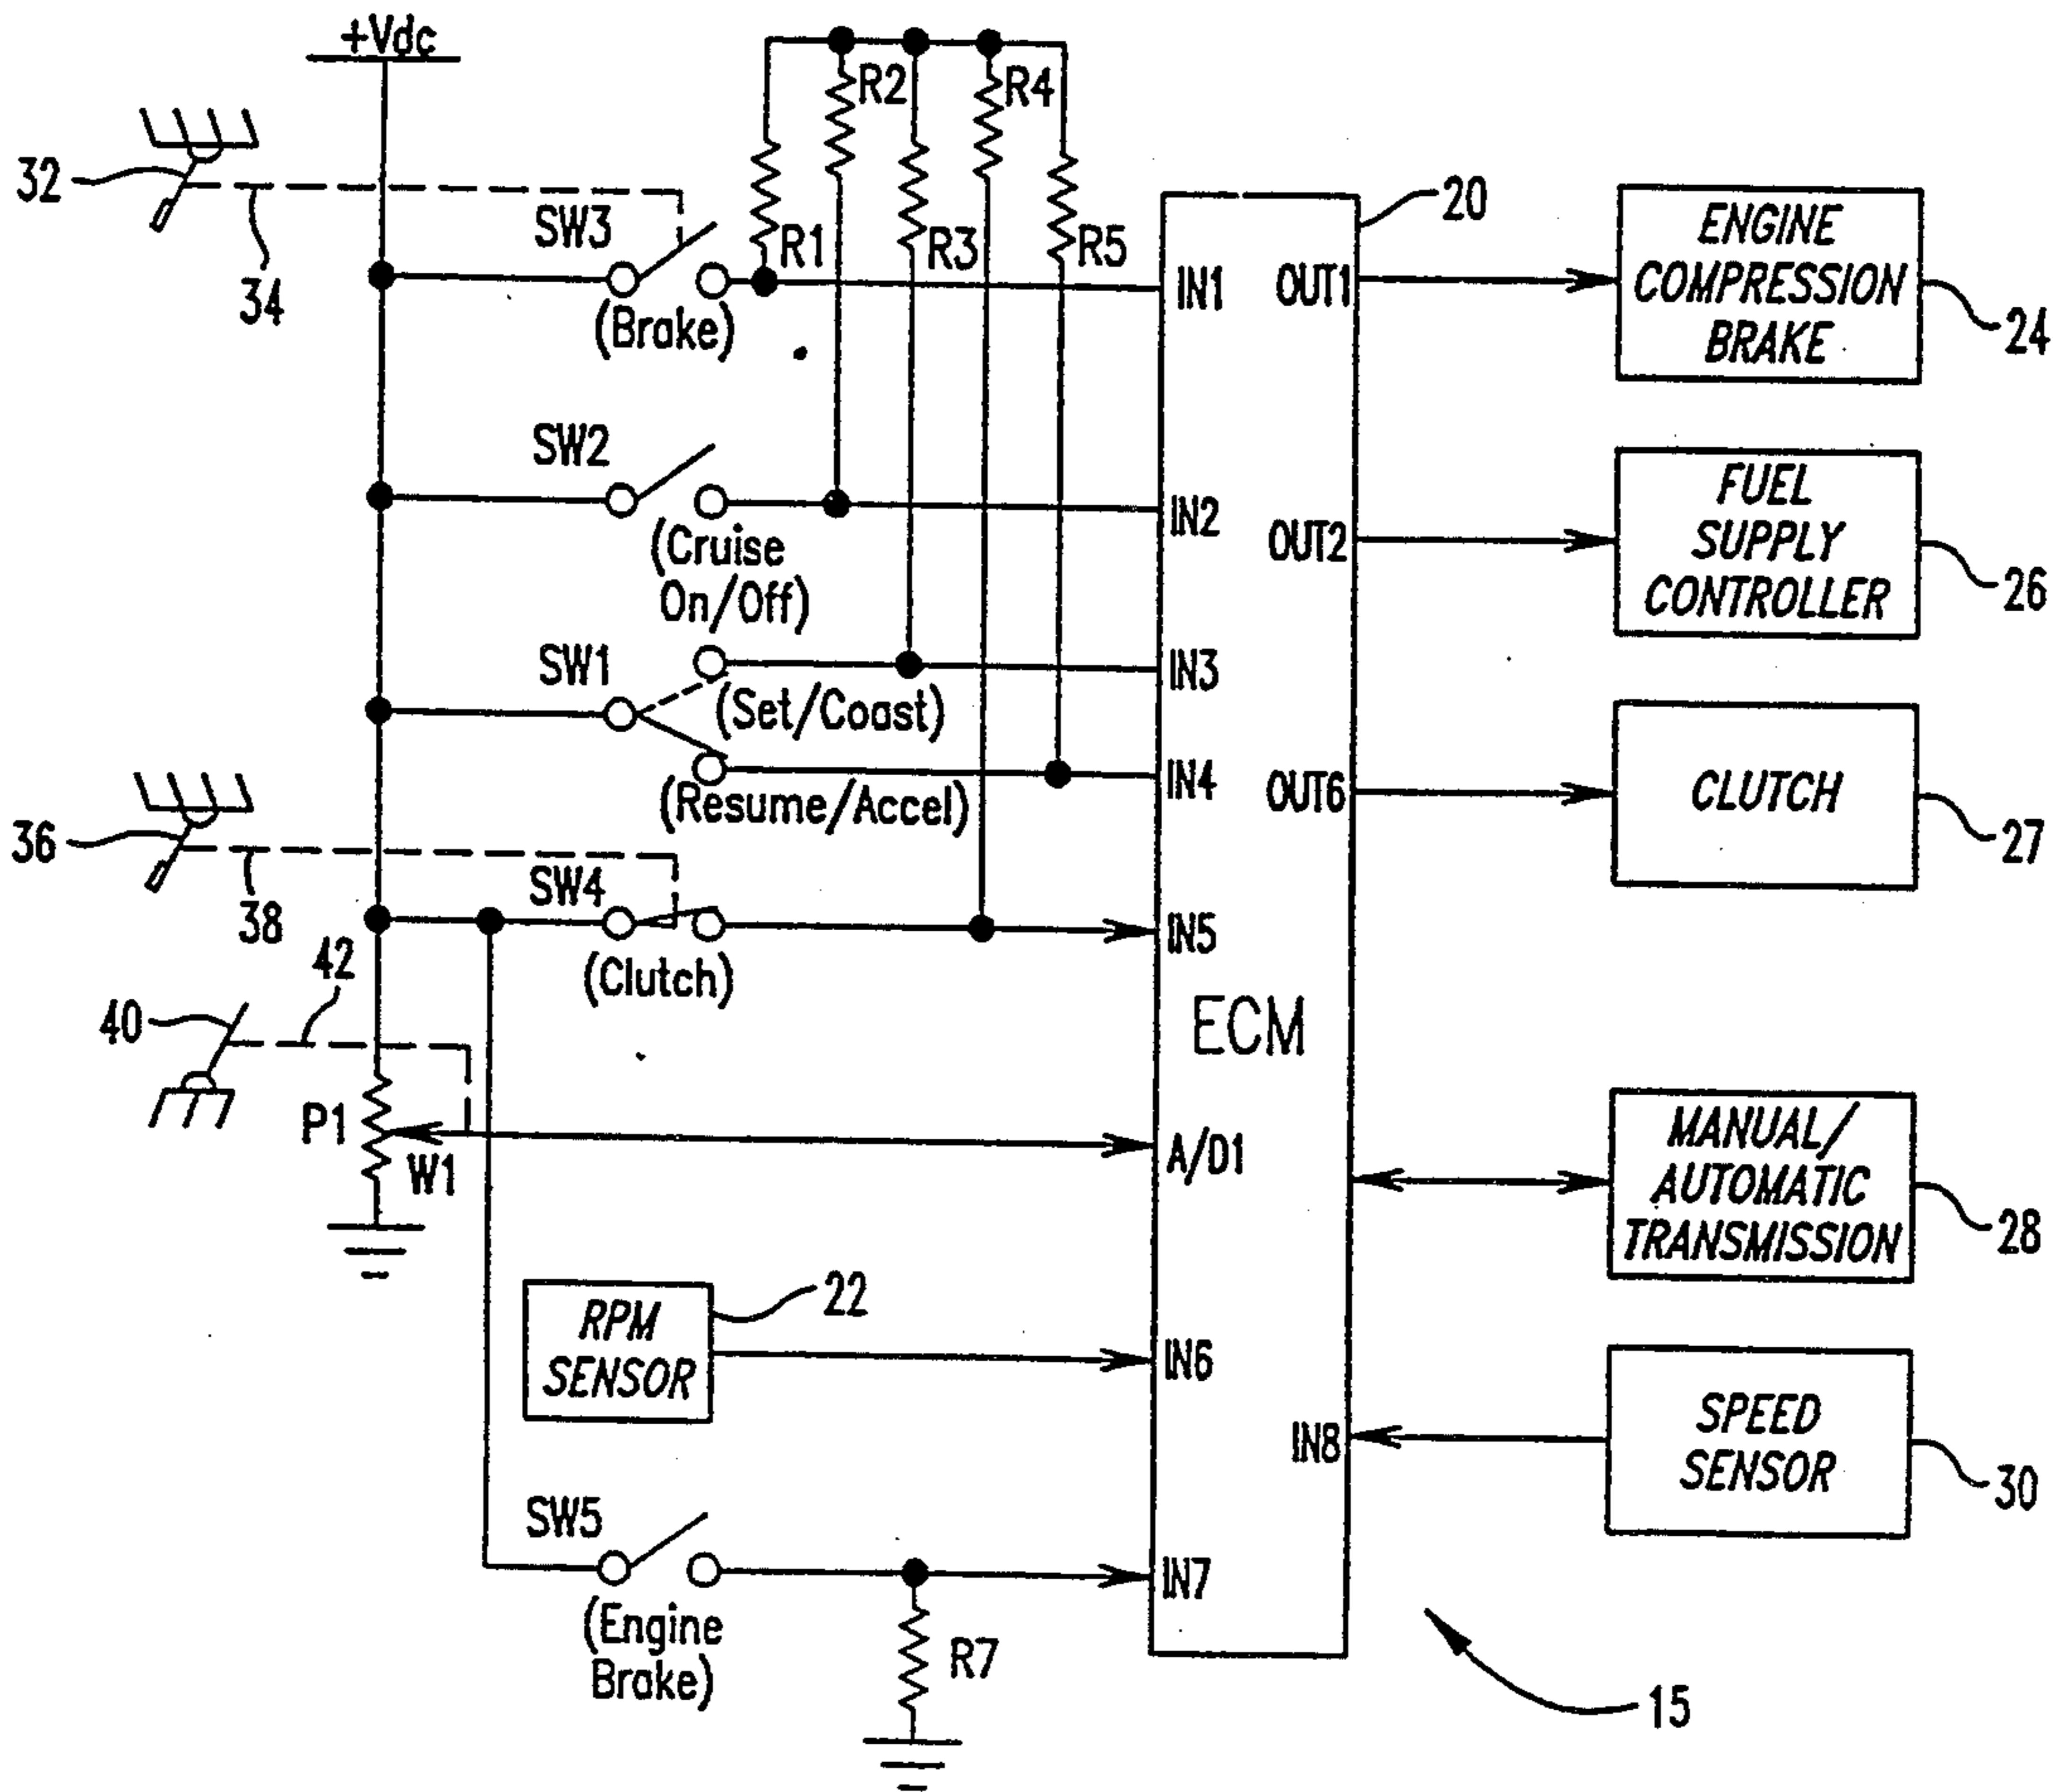 +Vdc
R2
R4
32
SW3
R1
R3
R5
20
ENGINE
COMPRESSION
BRAKE
34
(Brake)
IN1
OUT1
24
SW2
IN2
(Cruise
On/Off)
OUT2
FUEL
SUPPLY
CONTROLLER
26
SW1
IN3
(Set/Coast)
IN4
(Resume/Accel)
OUT6
CLUTCH
27
36
38
SW4
(Clutch)
IN5
42
40
ECM
P1
W1
A/D1
MANUAL/
AUTOMATIC
TRANSMISSION
28
RPM
SENSOR
22
IN6
IN8
SPEED
SENSOR
30
SW5
(Engine
Brake)
IN7
R7
15